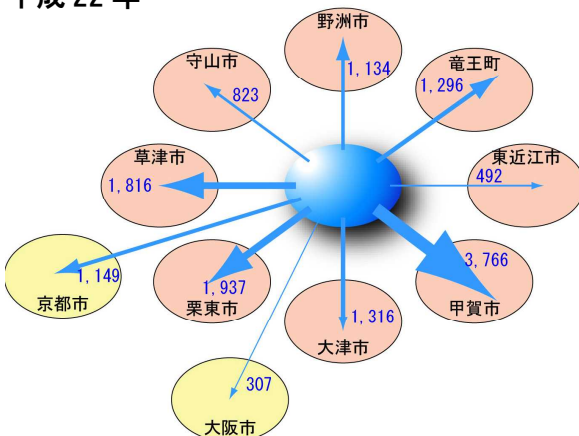 平成22年
野洲市
1,134
守山市
823
竜王町
1,296
草津市
1,816
東近江市
492
1,149
京都市
1,937
栗東市
1,316
大津市
3,766
甲賀市
307
大阪市